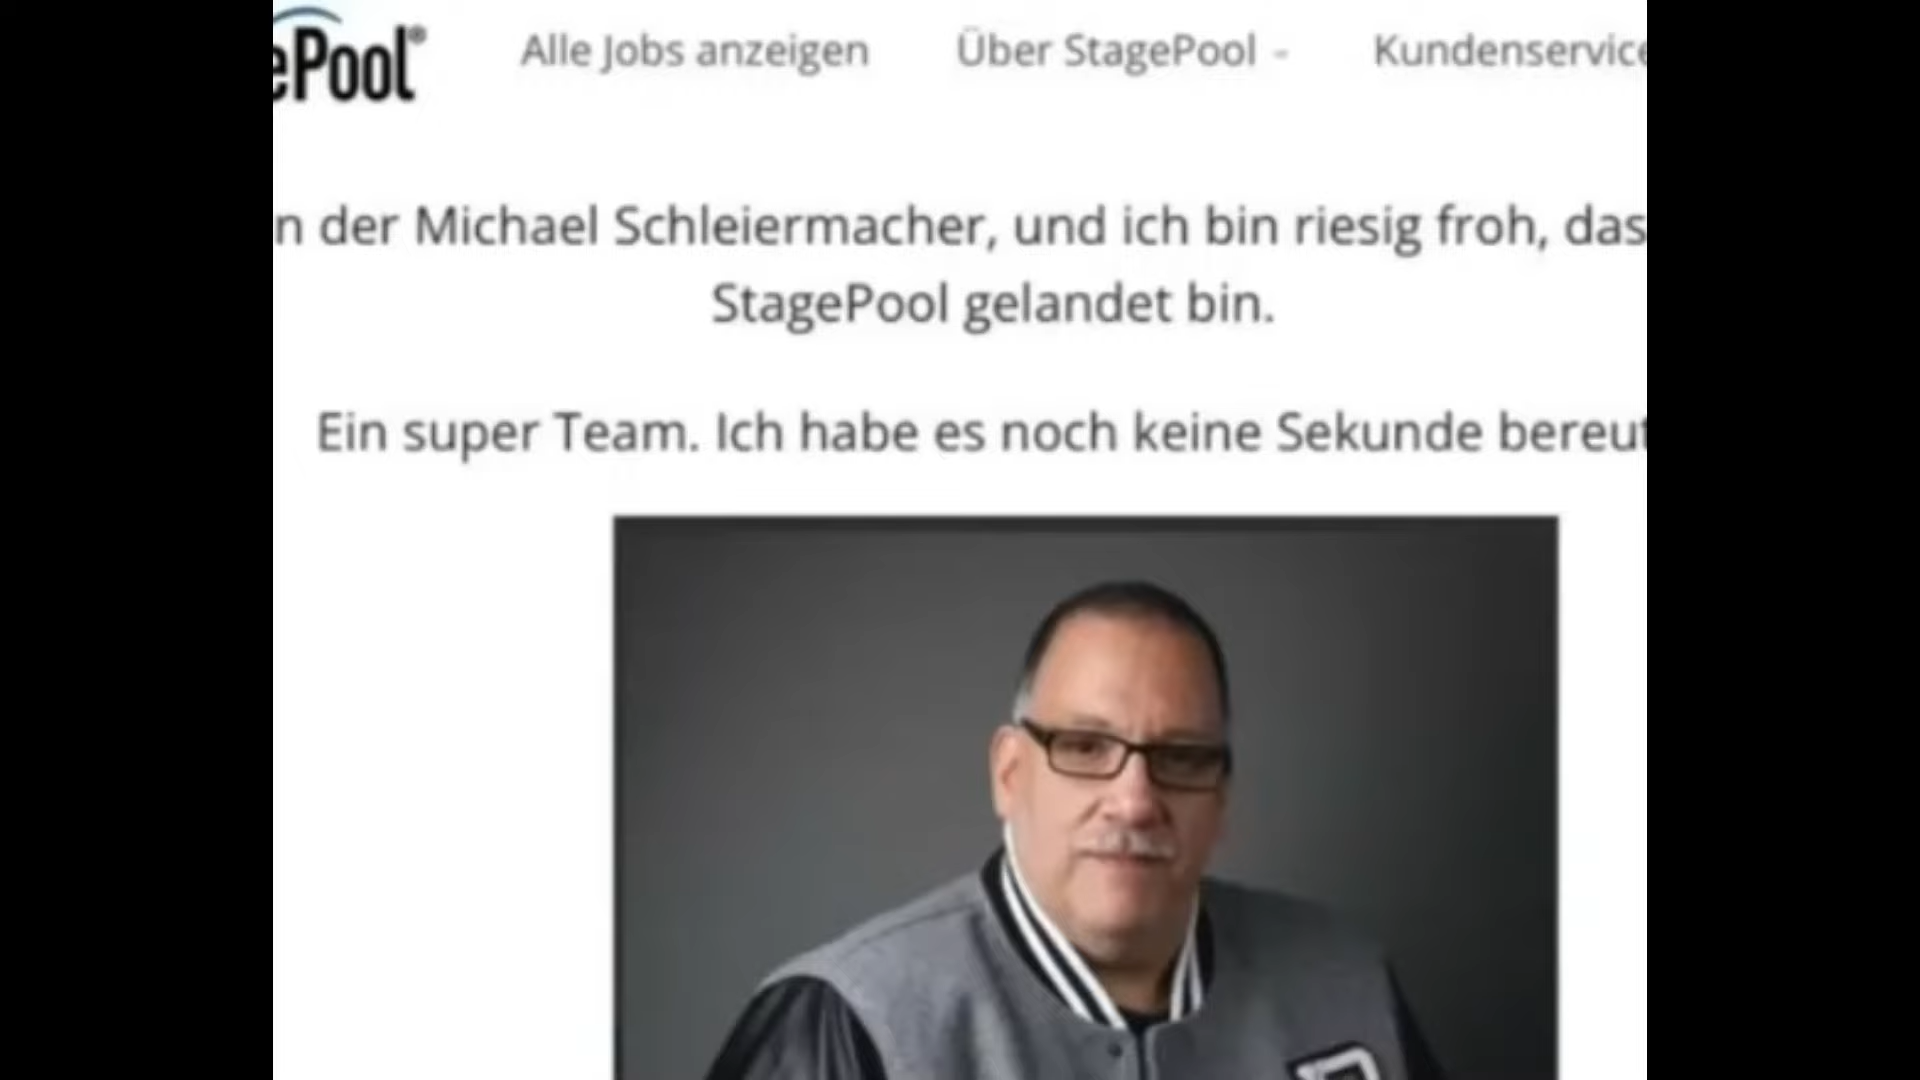 ePool®
Alle Jobs anzeigen
Über StagePool
Kundenservice
n der Michael Schleiermacher, und ich bin riesig froh, das
StagePool gelandet bin.
Ein super Team. Ich habe es noch keine Sekunde bereut